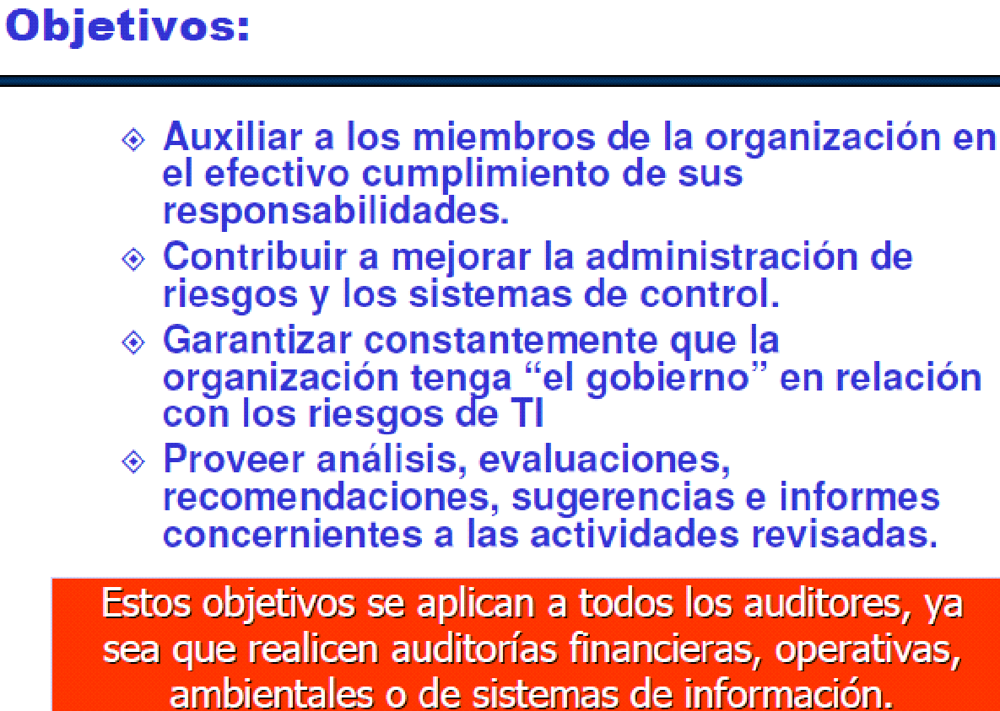 Objetivos:
Auxiliar a los miembros de la organización en
el efectivo cumplimiento de sus
responsabilidades.
Contribuir a mejorar la administración de
riesgos y los sistemas de control.
Garantizar constantemente que la
organización tenga “el gobierno” en relación
con los riesgos de TI
Proveer análisis, evaluaciones,
recomendaciones, sugerencias e informes
concernientes a las actividades revisadas.
Estos objetivos se aplican a todos los auditores, ya
sea que realicen auditorías financieras, operativas,
ambientales o de sistemas de información.